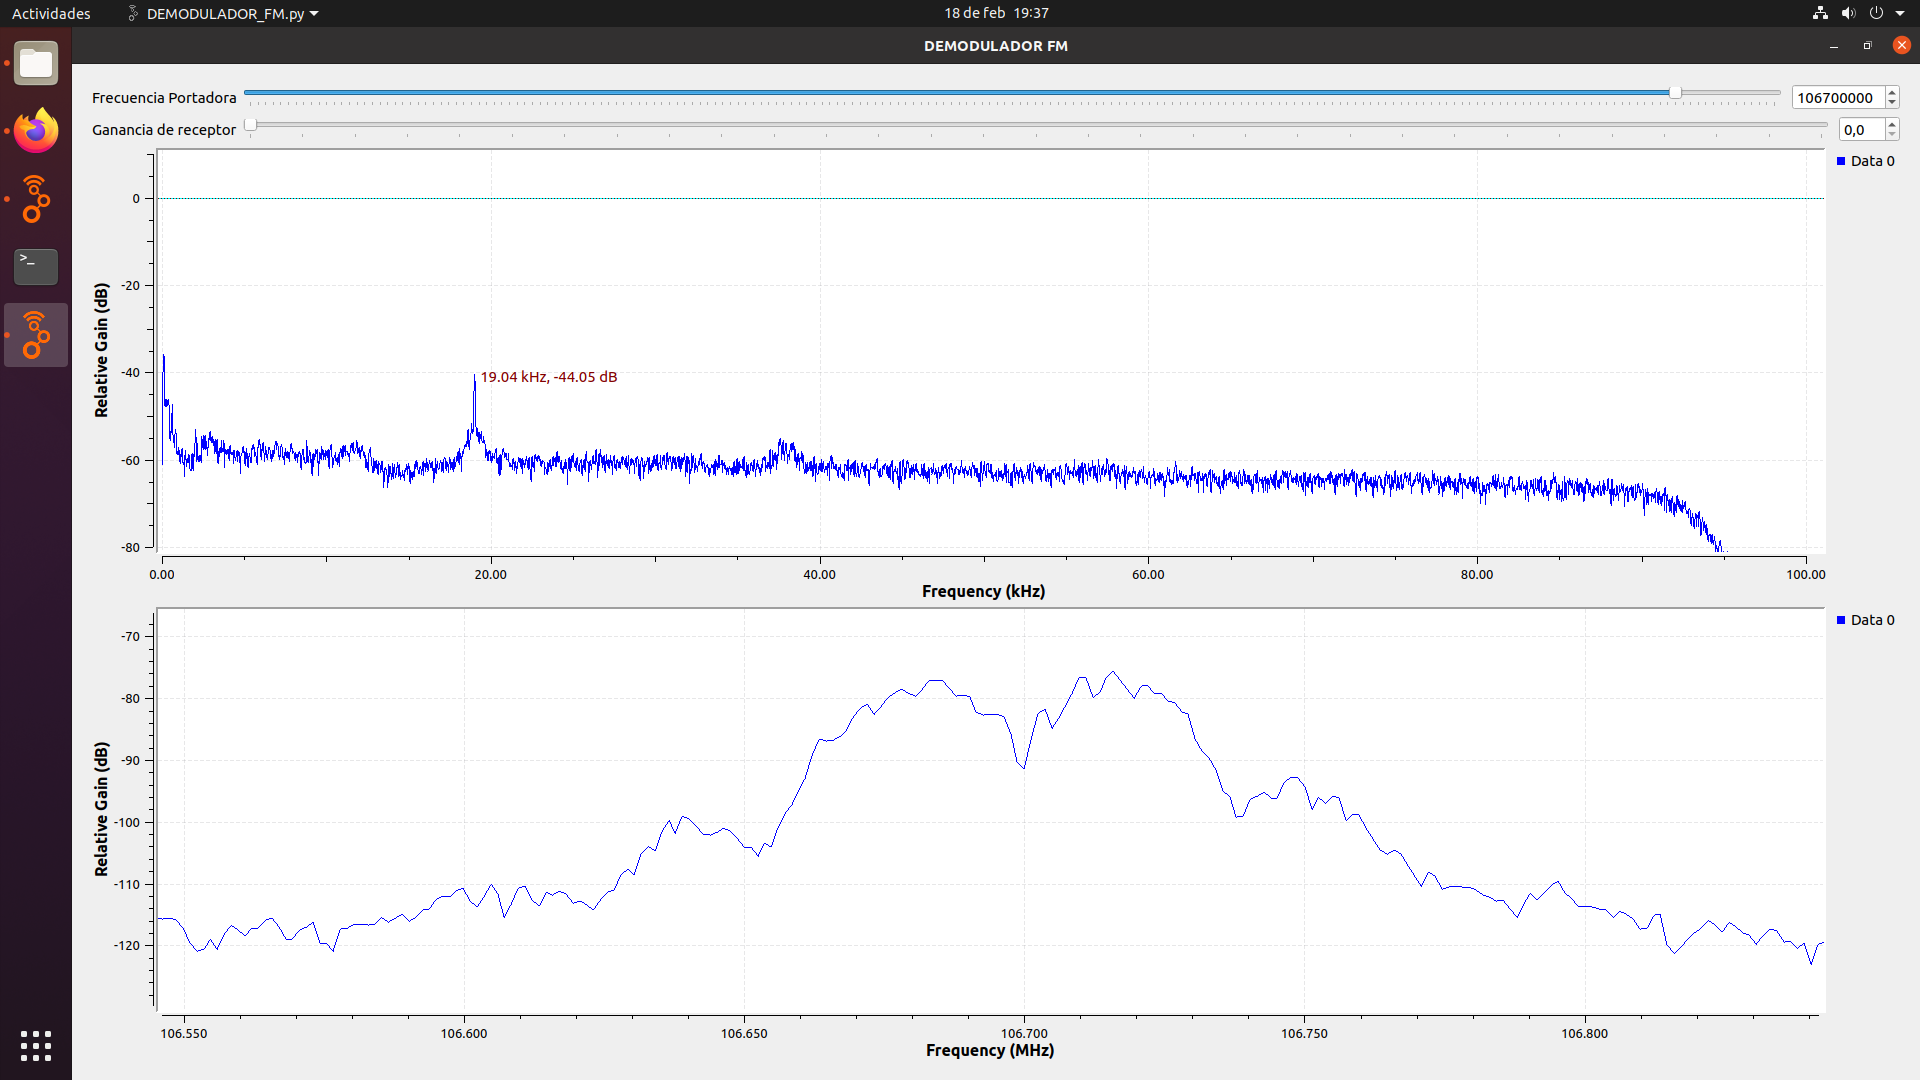 Actividades DEMODULADOR_FM.py 18 de feb 19:37
DEMODULADOR FM
Frecuencia Portadora 106700000
Ganancia de receptor 0,0
Data 0
Relative Gain (dB)
0
-20
-40
19.04 kHz, -44.05 dB
-60
-80
0.00 20.00 40.00 60.00 80.00 100.00
Frequency (kHz)
Data 0
Relative Gain (dB)
-70
-80
-90
-100
-110
-120
106.550 106.600 106.650 106.700 106.750 106.800
Frequency (MHz)